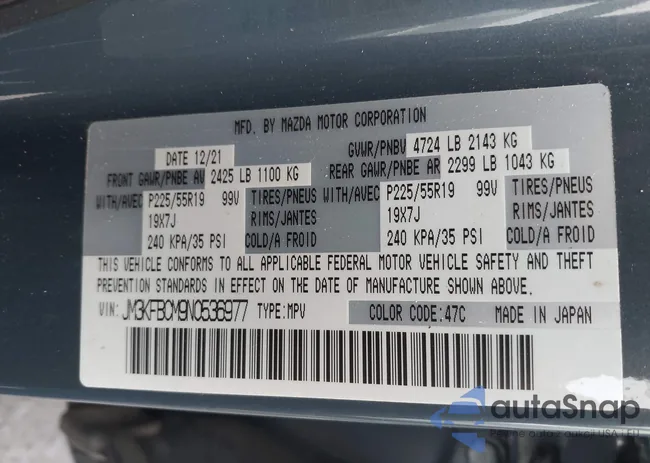 MFD. BY MAZDA MOTOR CORPORATION
DATE 12/21 GVWR/PNBV 4724 LB 2143 KG
FRONT GAWR/PNBE AV 2425 LB 1100 KG REAR GAWR/PNBE AR 2299 LB 1043 KG
WITH/AVEC P225/55R19 99V TIRES/PNEUS WITH/AVEC P225/55R19 99V TIRES/PNEUS
19X7J RIMS/JANTES 19X7J RIMS/JANTES
240 KPA/35 PSI COLD/A FROID 240 KPA/35 PSI COLD/A FROID
THIS VEHICLE CONFORMS TO ALL APPLICABLE FEDERAL MOTOR VEHICLE SAFETY AND THEFT
PREVENTION STANDARDS IN EFFECT ON THE DATE OF MANUFACTURE SHOWN ABOVE.
VIN: JM3KFBCM9N0536977 TYPE:MPV COLOR CODE:47C MADE IN JAPAN
autaSnap